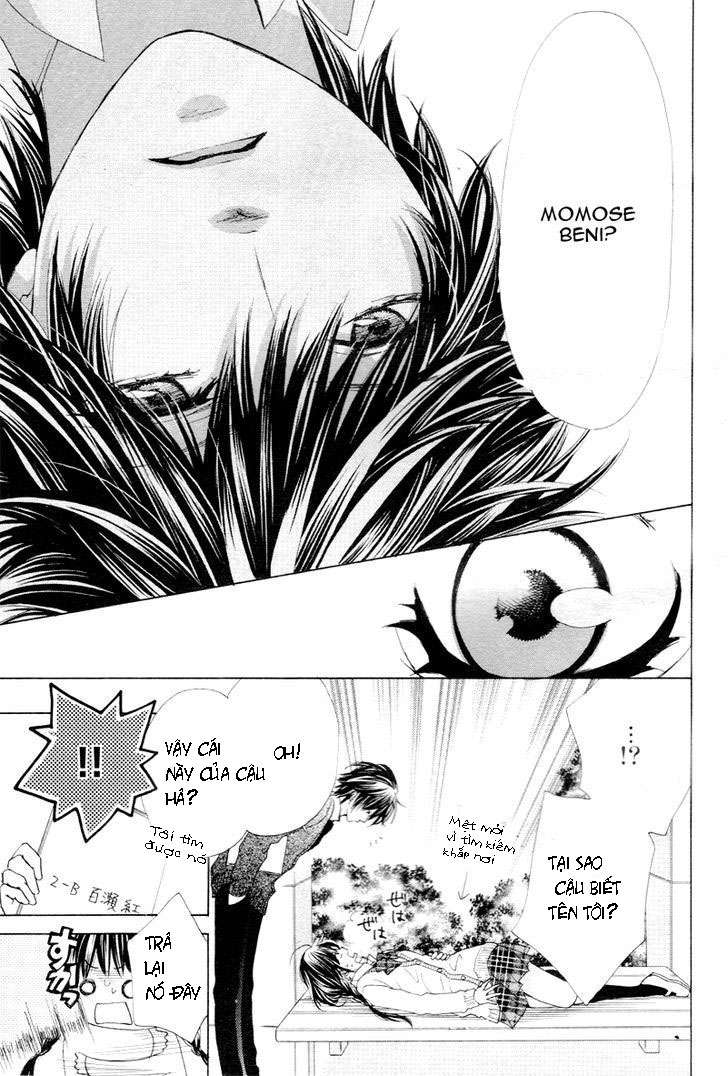 MOMOSE
BENI?
…
!?
TẠI SAO
CẬU BIẾT
TÊN TÔI?
Mệt mỏi
vì tìm kiếm
khắp nơi
ぜは
ぜは
OH!
VẬY CÁI
NÀY CỦA CẬU
HẢ?
Tôi tìm
được nó
!!
2-B 百瀬 紅
TRẢ
LẠI
NÓ ĐÂY